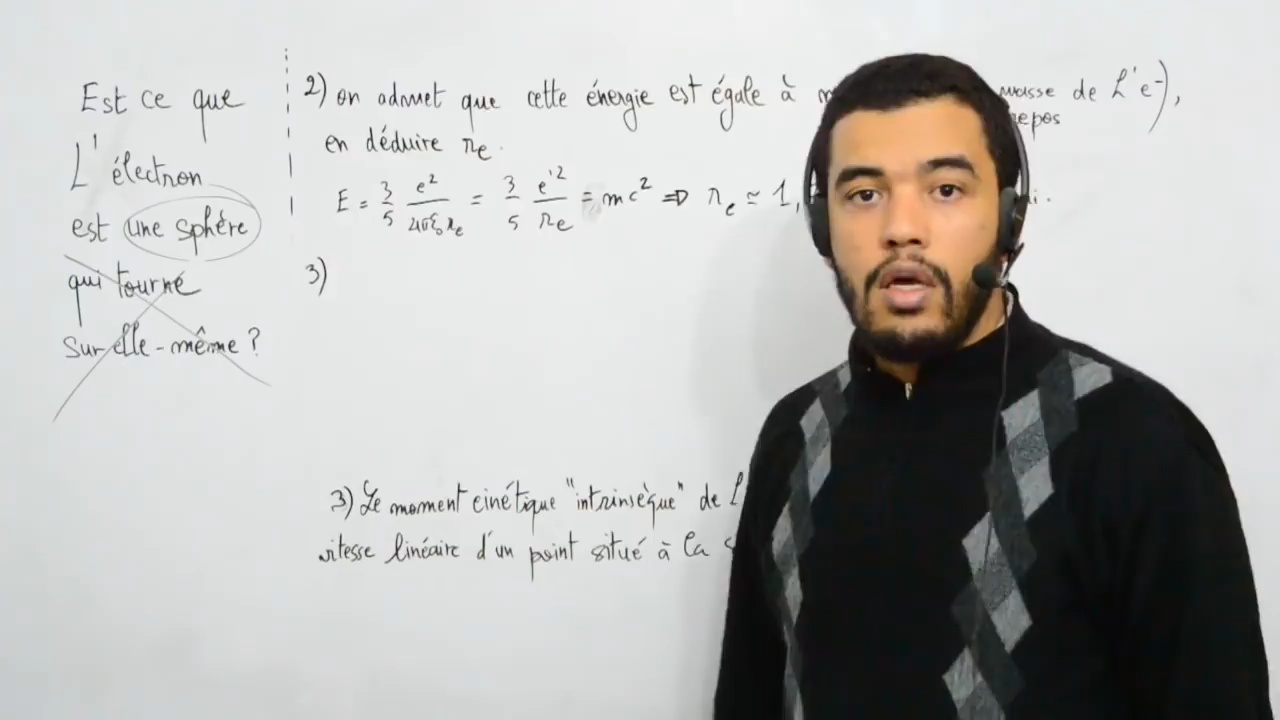 Est ce que
L'électron
est une sphère
qui tourne
sur elle-même ?
2) on admet que cette énergie est égale à m masse de L'e-),
repos
en déduire re.
E = 3/5 e²/4πε0re = 3/5 e'²/re = mc² ⇒ re ≃ 1,
3)
3) Le moment cinétique "intrinsèque" de L
vitesse linéaire d'un point situé à la